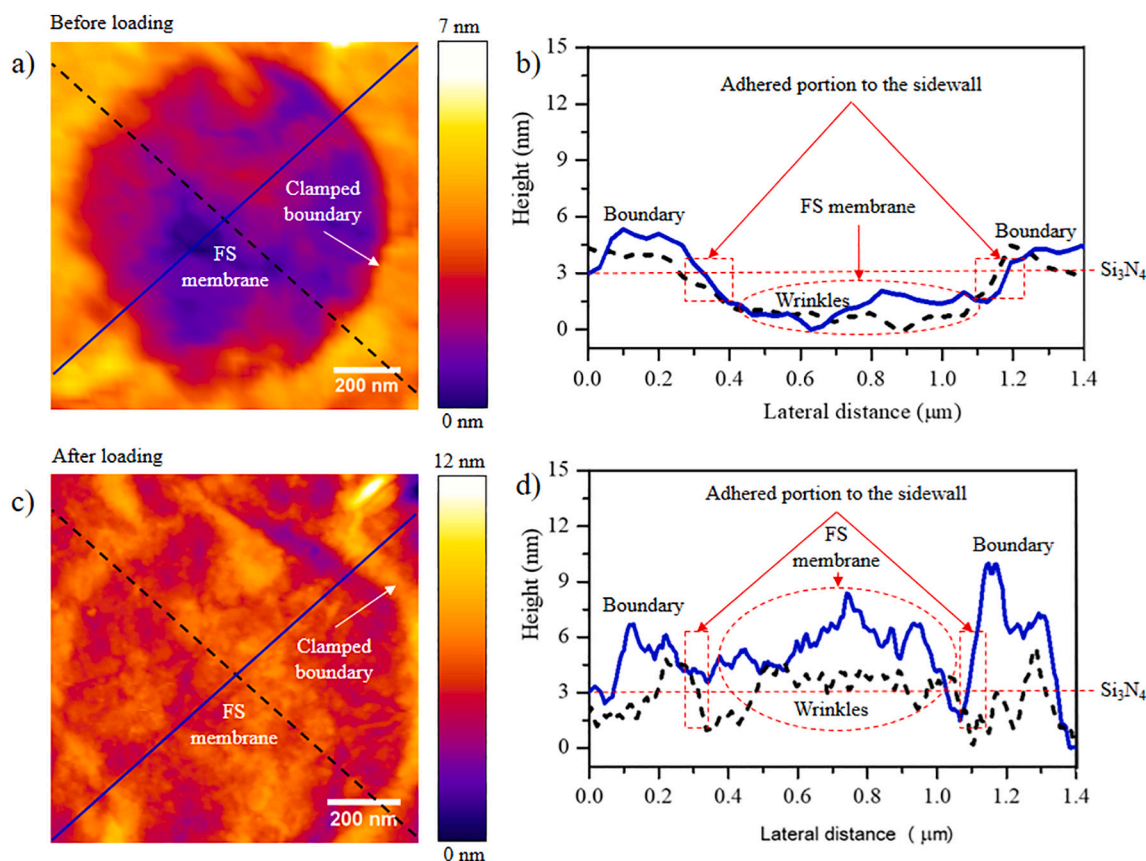 Before loading
a)
7 nm
Clamped
boundary
FS
membrane
200 nm
0 nm
b)
Height (nm)
15
12
9
6
3
0
Adhered portion to the sidewall
Boundary
FS membrane
Boundary
Si₃N₄
Wrinkles
0.0 0.2 0.4 0.6 0.8 1.0 1.2 1.4
Lateral distance (μm)
After loading
c)
12 nm
Clamped
boundary
FS
membrane
200 nm
0 nm
d)
Height (nm)
15
12
9
6
3
0
Adhered portion to the sidewall
FS
membrane
Boundary
Boundary
Si₃N₄
Wrinkles
0.0 0.2 0.4 0.6 0.8 1.0 1.2 1.4
Lateral distance ( μm)